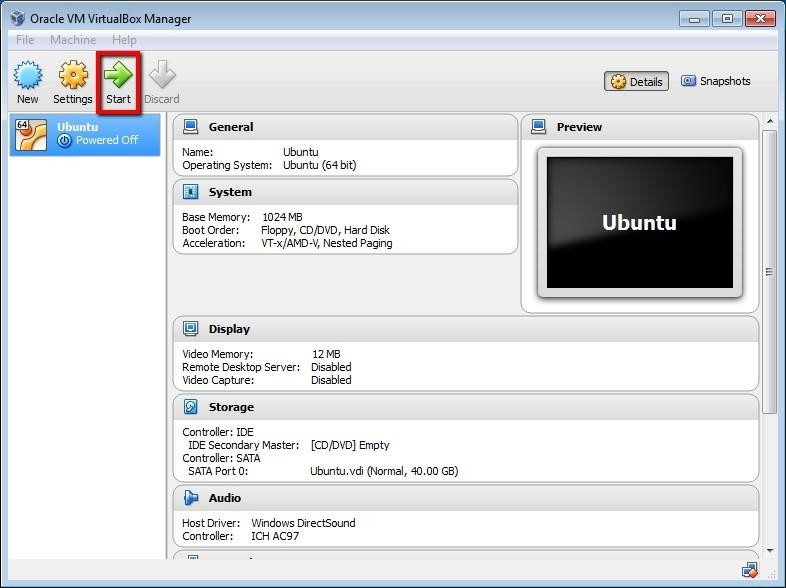 Oracle VM VirtualBox Manager
File Machine Help
New Settings Start Discard
Details Snapshots
64
Ubuntu
Powered Off
General
Name: Ubuntu
Operating System: Ubuntu (64 bit)
Preview
Ubuntu
System
Base Memory: 1024 MB
Boot Order: Floppy, CD/DVD, Hard Disk
Acceleration: VT-x/AMD-V, Nested Paging
Display
Video Memory: 12 MB
Remote Desktop Server: Disabled
Video Capture: Disabled
Storage
Controller: IDE
IDE Secondary Master: [CD/DVD] Empty
Controller: SATA
SATA Port 0: Ubuntu.vdi (Normal, 40.00 GB)
Audio
Host Driver: Windows DirectSound
Controller: ICH AC97